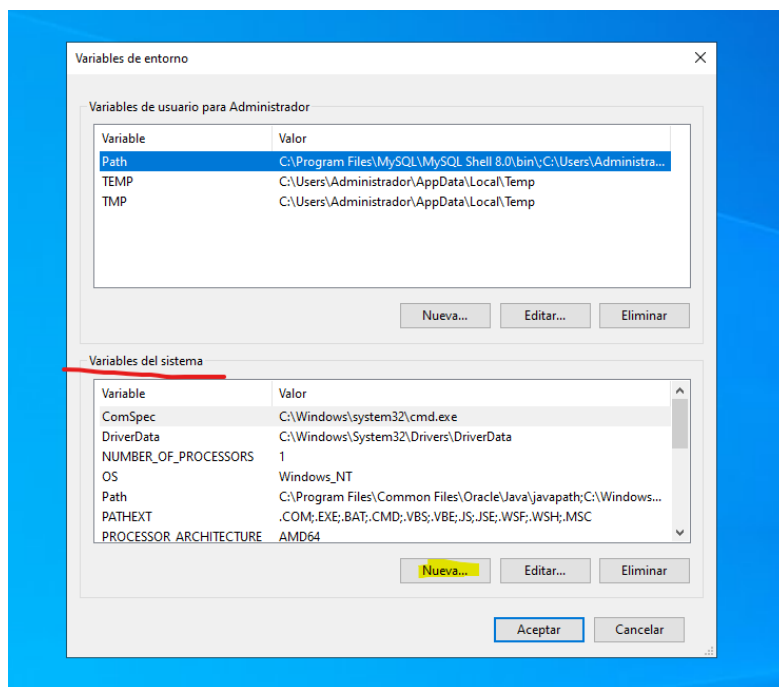 Variables de entorno
Variables de usuario para Administrador
Variable Valor
Path C:\Program Files\MySQL\MySQL Shell 8.0\bin\;C:\Users\Administra...
TEMP C:\Users\Administrador\AppData\Local\Temp
TMP C:\Users\Administrador\AppData\Local\Temp
Nueva... Editar... Eliminar
Variables del sistema
Variable Valor
ComSpec C:\Windows\system32\cmd.exe
DriverData C:\Windows\System32\Drivers\DriverData
NUMBER_OF_PROCESSORS 1
OS Windows_NT
Path C:\Program Files\Common Files\Oracle\Java\javapath;C:\Windows...
PATHEXT .COM;.EXE;.BAT;.CMD;.VBS;.VBE;.JS;.JSE;.WSF;.WSH;.MSC
PROCESSOR_ARCHITECTURE AMD64
Nueva... Editar... Eliminar
Aceptar Cancelar